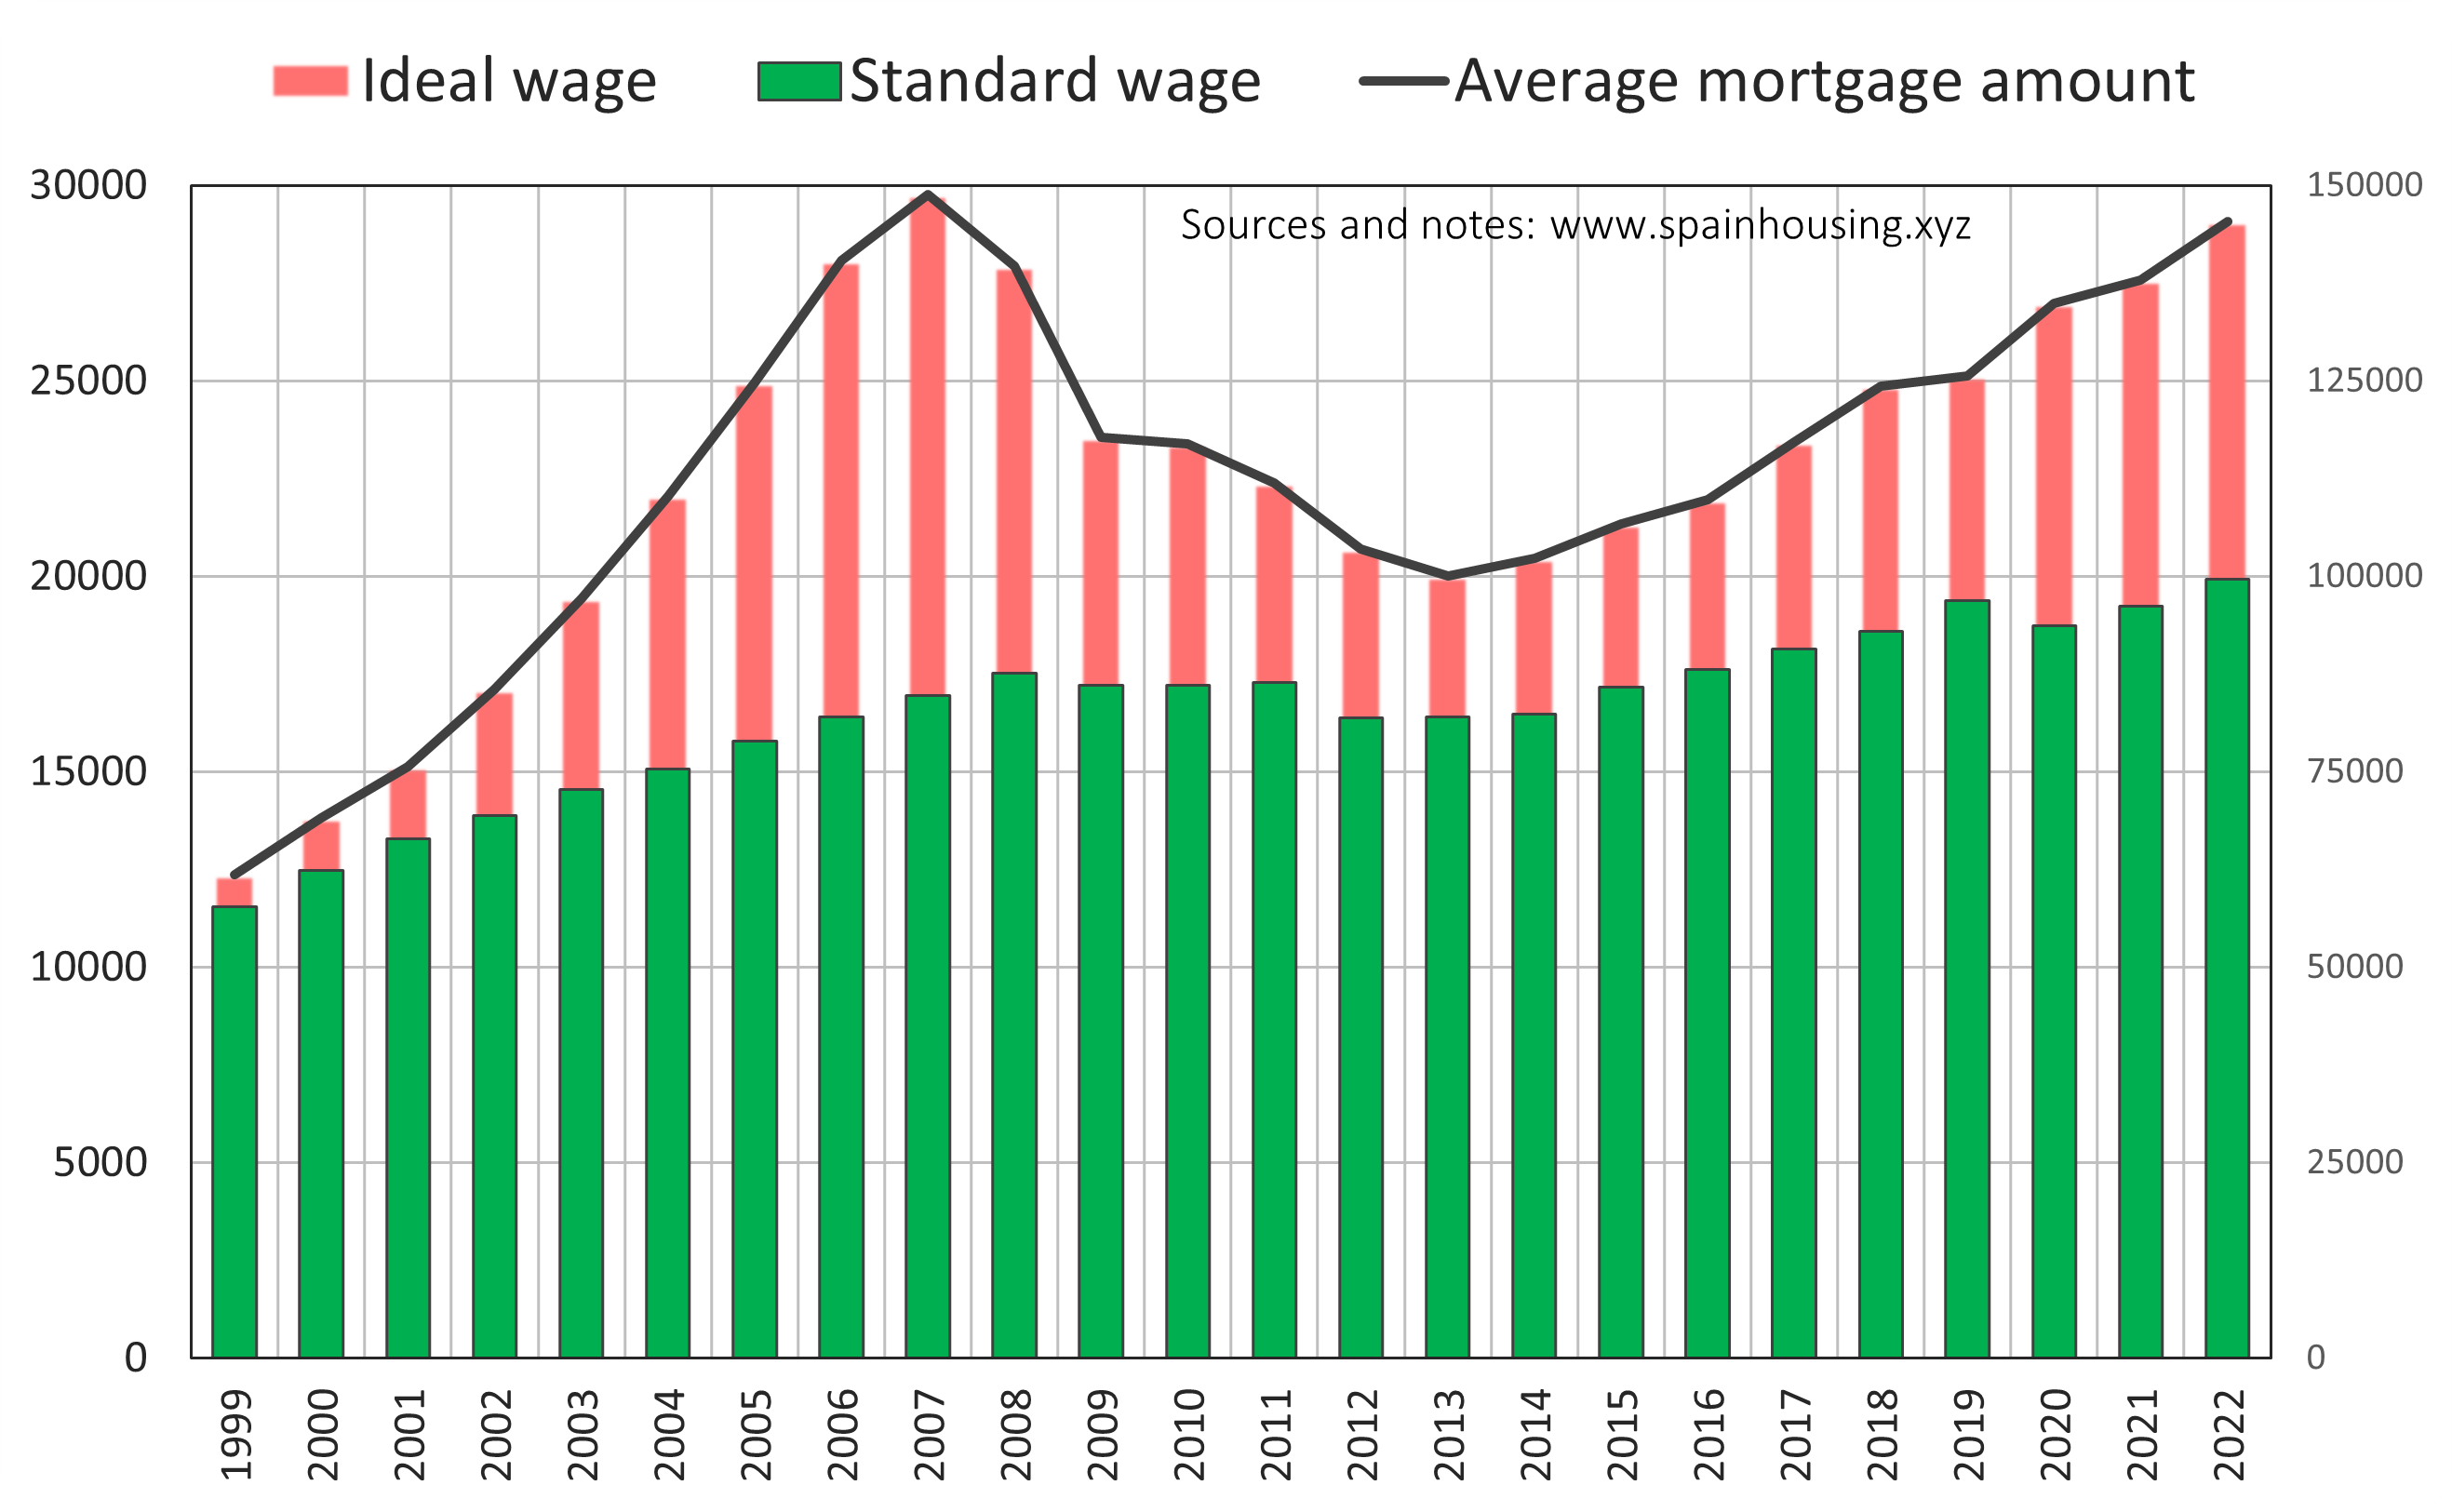 Ideal wage Standard wage Average mortgage amount
30000 150000
Sources and notes: www.spainhousing.xyz
25000 125000
20000 100000
15000 75000
10000 50000
5000 25000
0 0
1999 2000 2001 2002 2003 2004 2005 2006 2007 2008 2009 2010 2011 2012 2013 2014 2015 2016 2017 2018 2019 2020 2021 2022